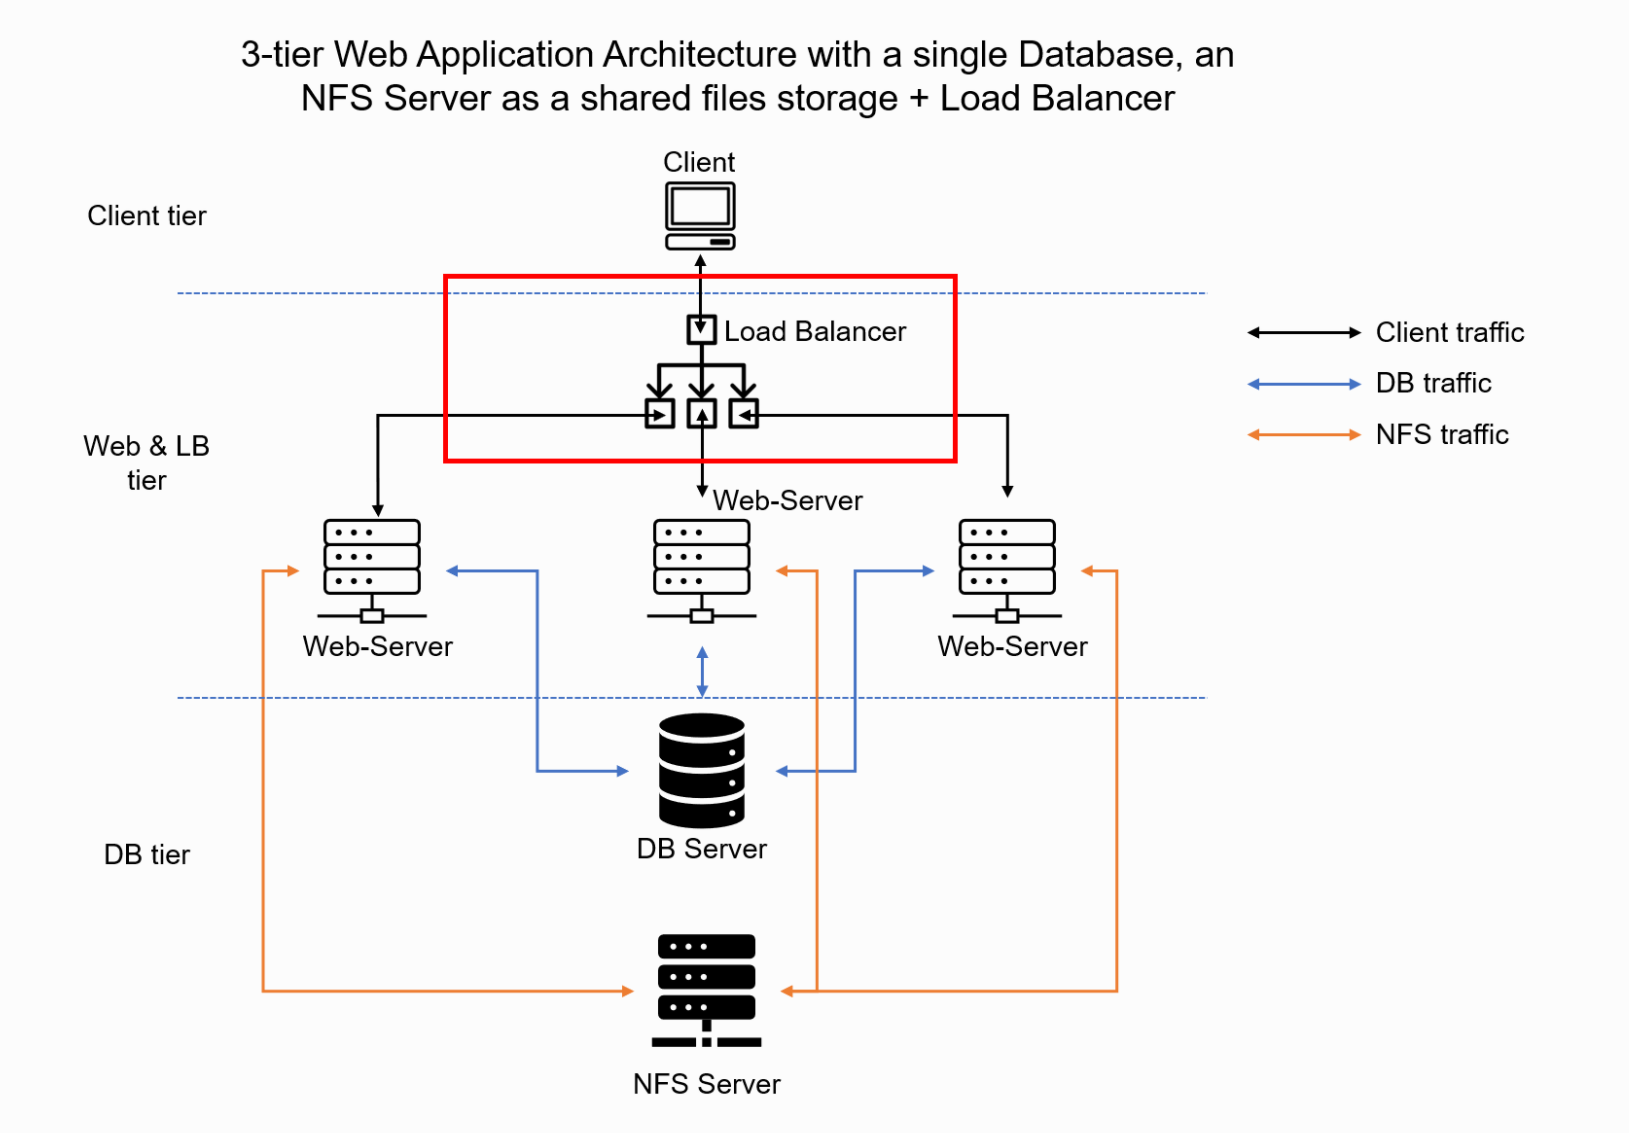 3-tier Web Application Architecture with a single Database, an
NFS Server as a shared files storage + Load Balancer
Client
Client tier
Load Balancer
Client traffic
DB traffic
NFS traffic
Web & LB
tier
Web-Server
Web-Server
Web-Server
DB Server
DB tier
NFS Server